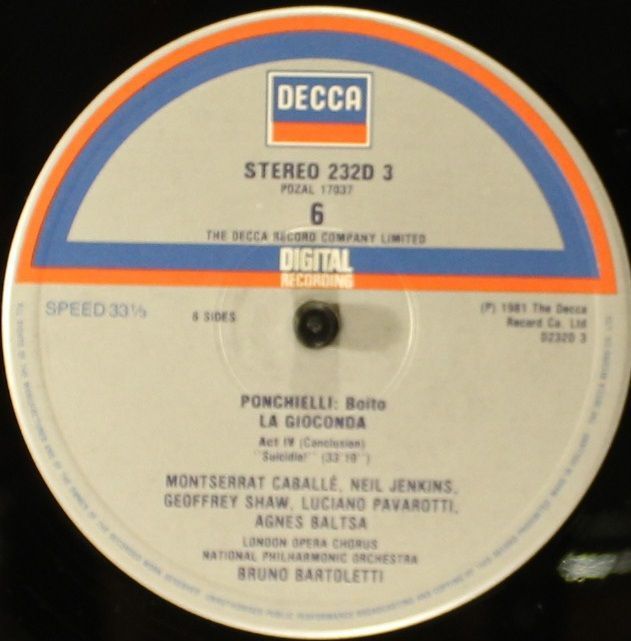 DECCA
STEREO 232D 3
PDZAL 17037
6
THE DECCA RECORD COMPANY LIMITED
DIGITAL
RECORDING
SPEED 33⅓
6 SIDES
(P) 1981 The Decca
Record Co. Ltd
D232D 3
PONCHIELLI: Boito
LA GIOCONDA
Act IV (Conclusion)
"Suicidio!" (33'19")
MONTSERRAT CABALLÉ, NEIL JENKINS,
GEOFFREY SHAW, LUCIANO PAVAROTTI,
AGNES BALTSA
LONDON OPERA CHORUS
NATIONAL PHILHARMONIC ORCHESTRA
BRUNO BARTOLETTI